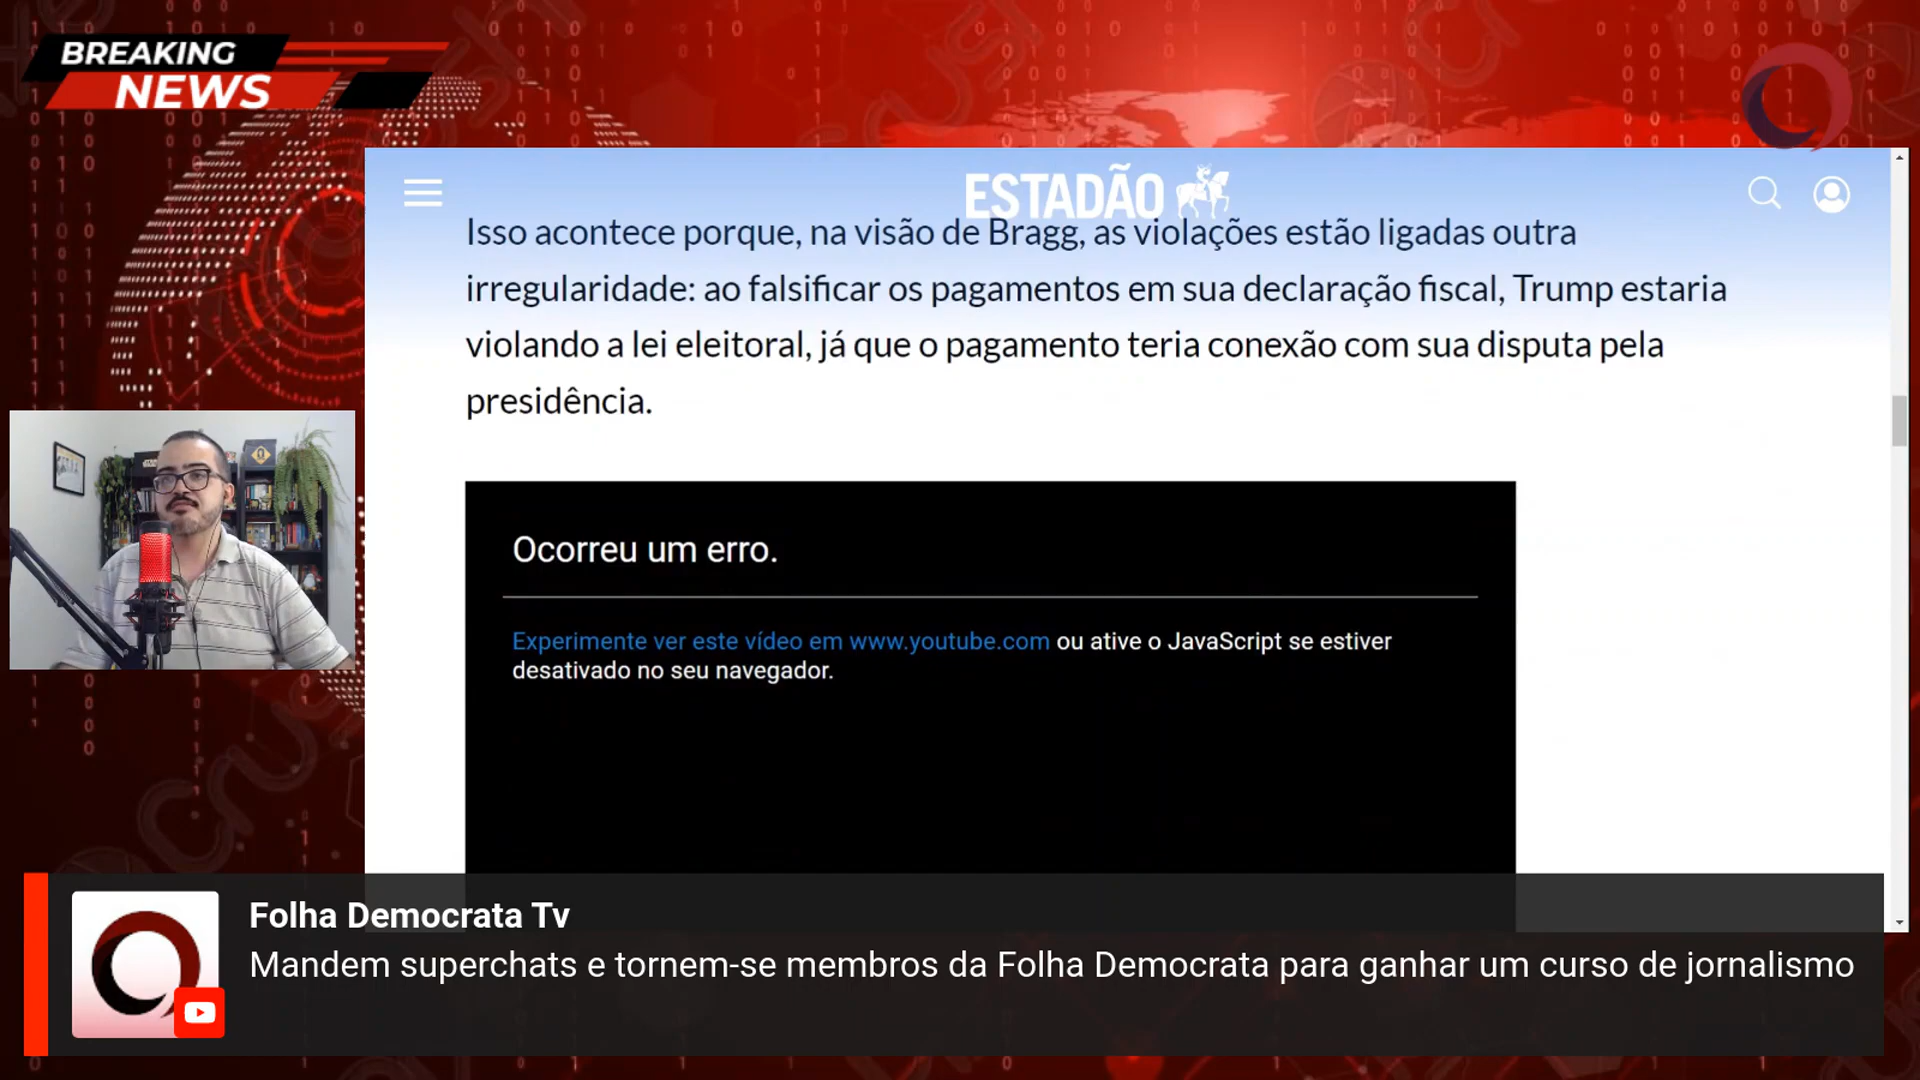 BREAKING
NEWS
ESTADÃO
Isso acontece porque, na visão de Bragg, as violações estão ligadas outra
irregularidade: ao falsificar os pagamentos em sua declaração fiscal, Trump estaria
violando a lei eleitoral, já que o pagamento teria conexão com sua disputa pela
presidência.
Ocorreu um erro.
Experimente ver este vídeo em www.youtube.com ou ative o JavaScript se estiver
desativado no seu navegador.
Folha Democrata Tv
Mandem superchats e tornem-se membros da Folha Democrata para ganhar um curso de jornalismo